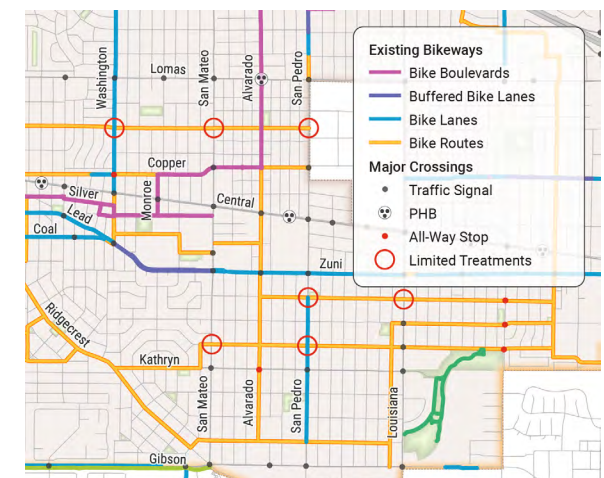 Washington
Lomas
San Mateo
Alvarado
San Pedro
Existing Bikeways
Bike Boulevards
Buffered Bike Lanes
Bike Lanes
Bike Routes
Major Crossings
Traffic Signal
PHB
All-Way Stop
Limited Treatments
Copper
Silver
Monroe
Central
Lead
Coal
Zuni
Ridgecrest
Kathryn
San Mateo
Alvarado
San Pedro
Louisiana
Gibson